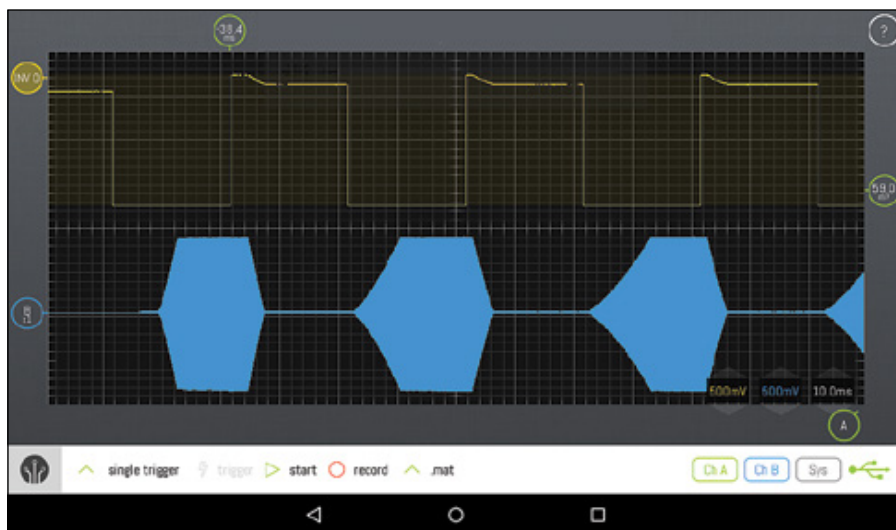 -38.4
ms
?
INV 0
59.0
500mV 500mV 10.0ms
A
single trigger trigger start record .mat Ch A Ch B Sys